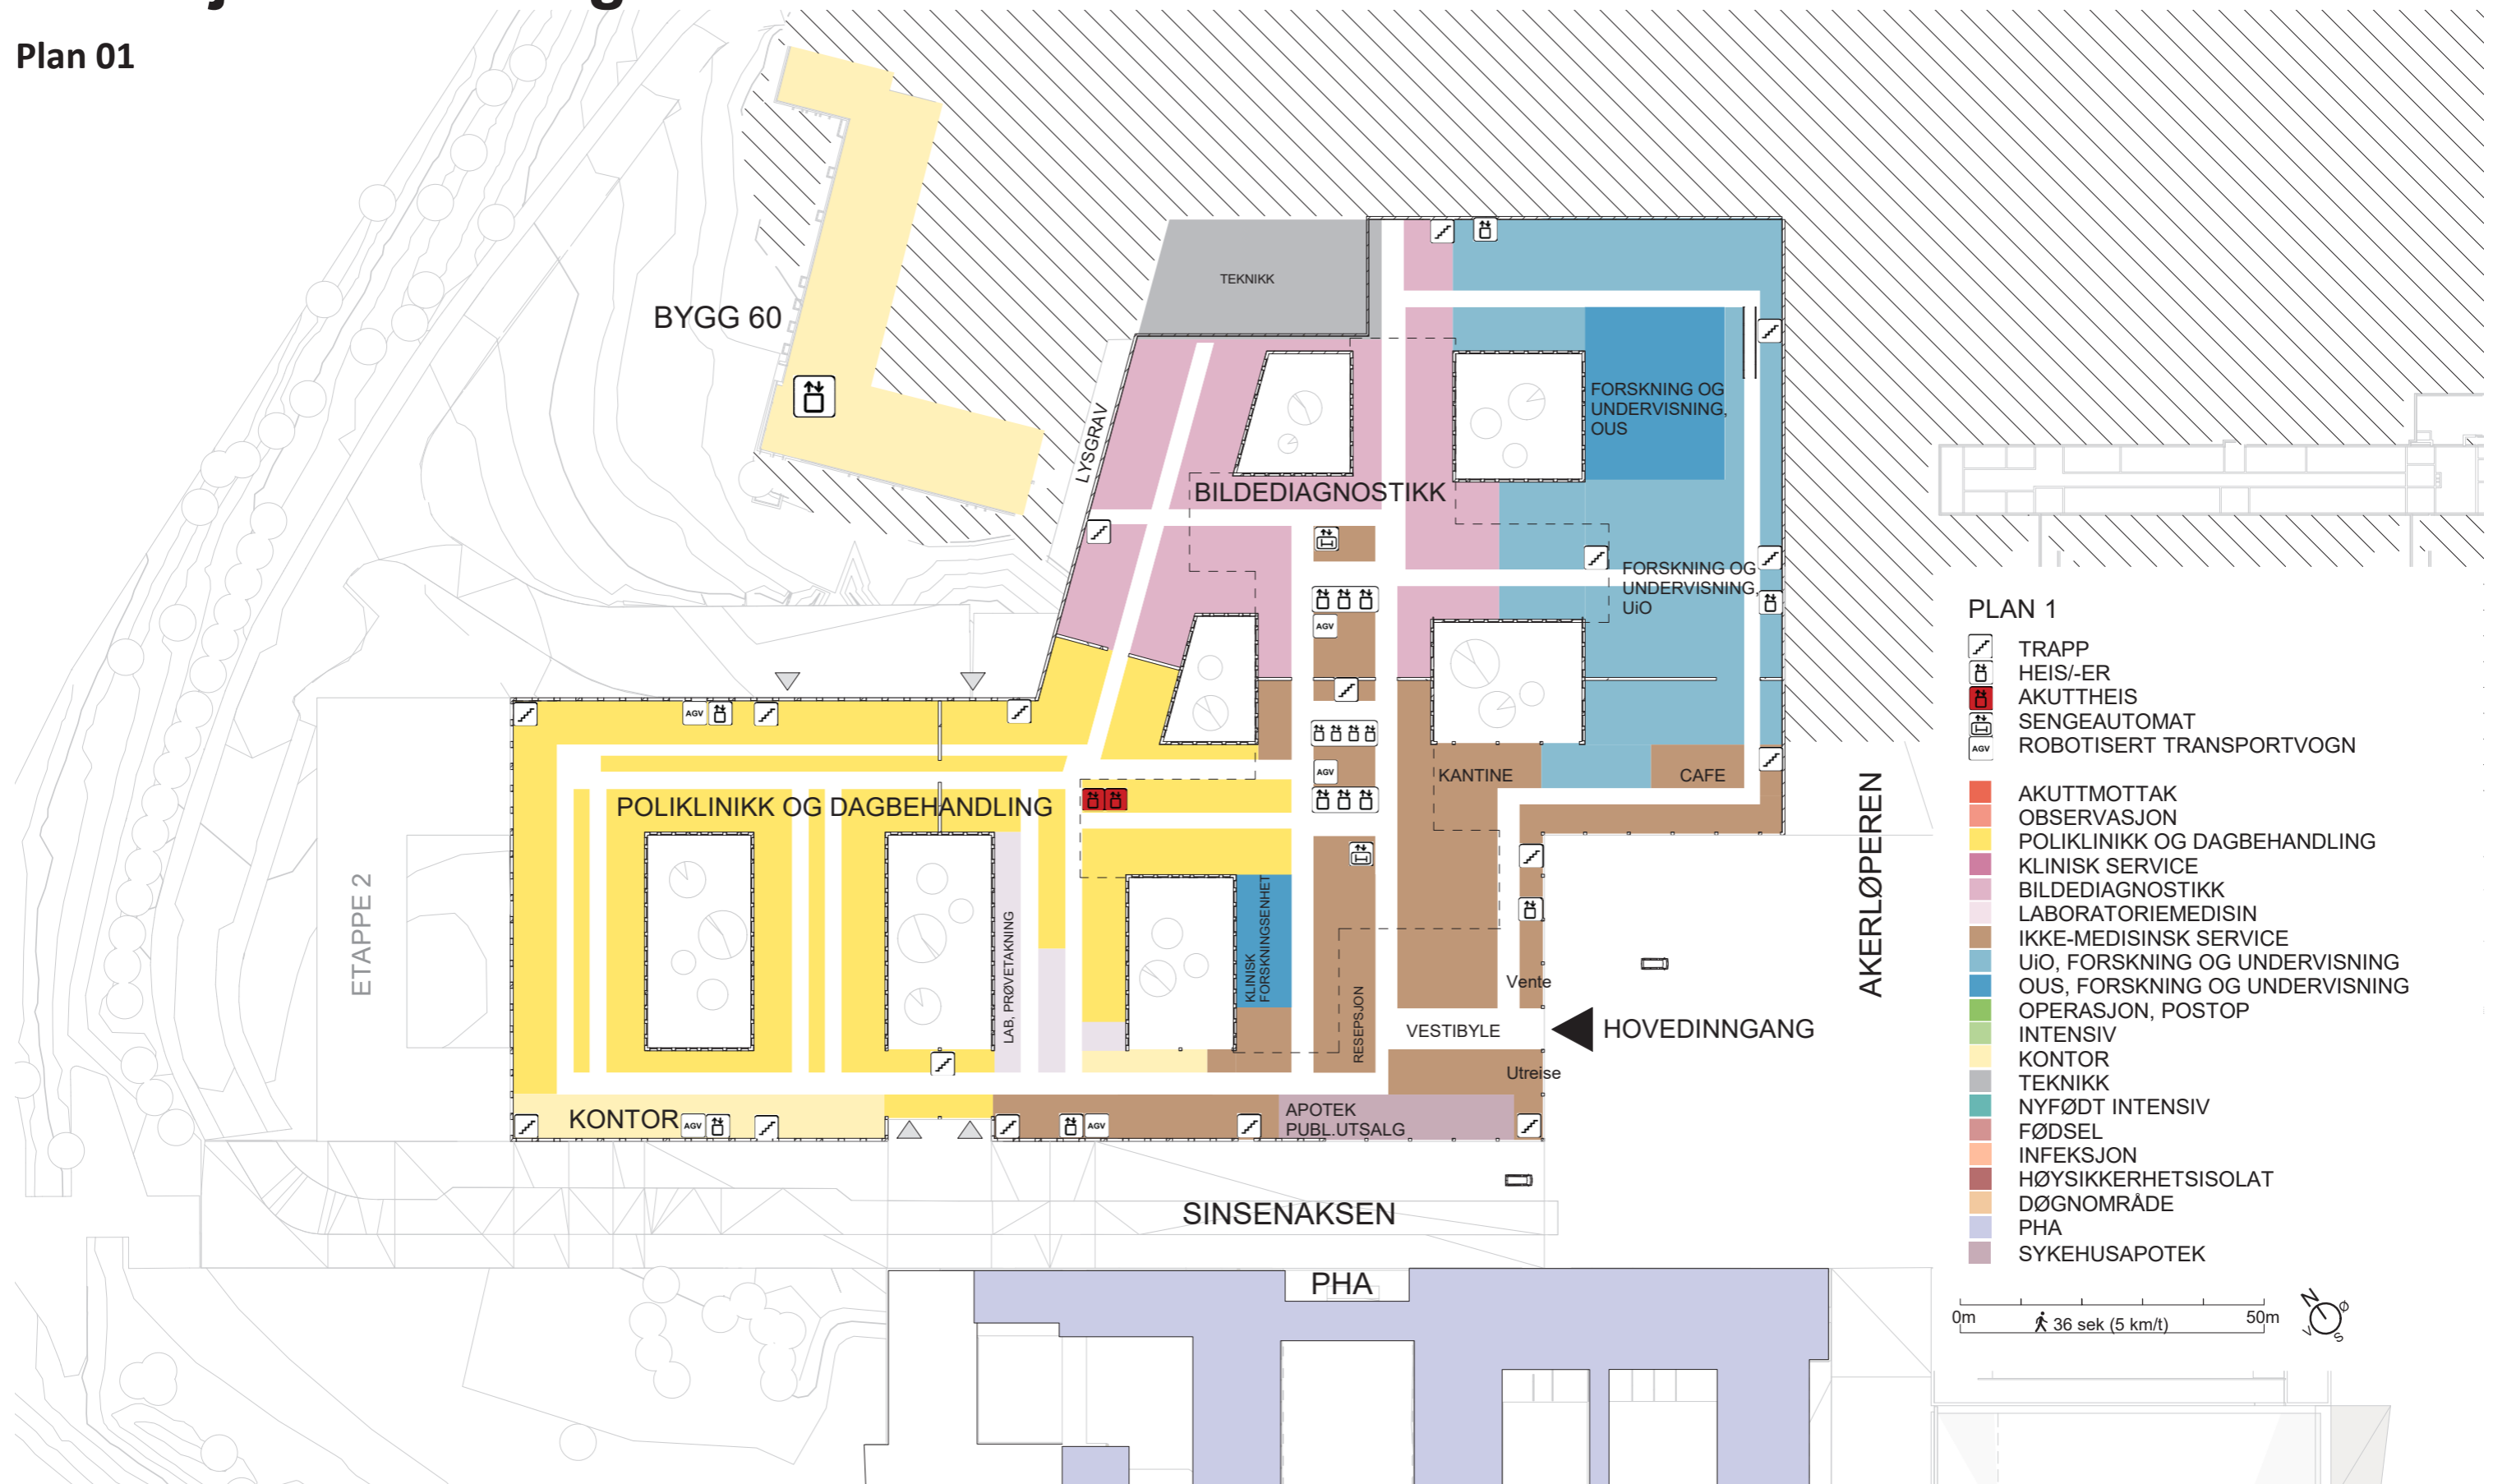 Plan 01
TEKNIKK
BYGG 60
LYSGRAV
FORSKNING OG
UNDERVISNING,
OUS
BILDEDIAGNOSTIKK
FORSKNING OG
UNDERVISNING,
UiO
AGV
AGV
AGV
KANTINE
CAFE
POLIKLINIKK OG DAGBEHANDLING
ETAPPE 2
LAB, PRØVETAKNING
KLINISK
FORSKNINGSENHET
RESEPSJON
Vente
VESTIBYLE
HOVEDINNGANG
Utreise
AKERLØPEREN
KONTOR
AGV
AGV
APOTEK
PUBL.UTSALG
SINSENAKSEN
PHA
PLAN 1
TRAPP
HEIS/-ER
AKUTTHEIS
SENGEAUTOMAT
AGV ROBOTISERT TRANSPORTVOGN
AKUTTMOTTAK
OBSERVASJON
POLIKLINIKK OG DAGBEHANDLING
KLINISK SERVICE
BILDEDIAGNOSTIKK
LABORATORIEMEDISIN
IKKE-MEDISINSK SERVICE
UiO, FORSKNING OG UNDERVISNING
OUS, FORSKNING OG UNDERVISNING
OPERASJON, POSTOP
INTENSIV
KONTOR
TEKNIKK
NYFØDT INTENSIV
FØDSEL
INFEKSJON
HØYSIKKERHETSISOLAT
DØGNOMRÅDE
PHA
SYKEHUSAPOTEK
0m
36 sek (5 km/t)
50m
N
Ø
V
S